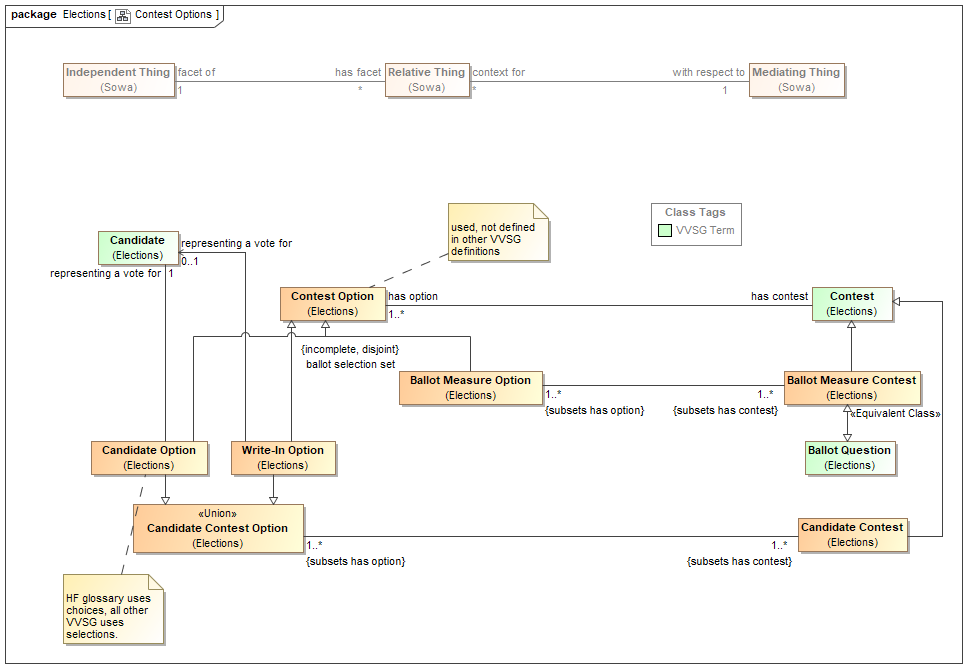 package Elections [ Contest Options ]
Independent Thing
(Sowa)
facet of
1
has facet
*
Relative Thing
(Sowa)
context for
*
with respect to
1
Mediating Thing
(Sowa)
used, not defined
in other VVSG
definitions
Class Tags
VVSG Term
Candidate
(Elections)
representing a vote for
0..1
representing a vote for
1
Contest Option
(Elections)
has option
1..*
has contest
Contest
(Elections)
{incomplete, disjoint}
ballot selection set
Ballot Measure Option
(Elections)
1..*
{subsets has option}
1..*
{subsets has contest}
Ballot Measure Contest
(Elections)
«Equivalent Class»
Ballot Question
(Elections)
Candidate Option
(Elections)
Write-In Option
(Elections)
«Union»
Candidate Contest Option
(Elections)
1..*
{subsets has option}
1..*
{subsets has contest}
Candidate Contest
(Elections)
HF glossary uses
choices, all other
VVSG uses
selections.